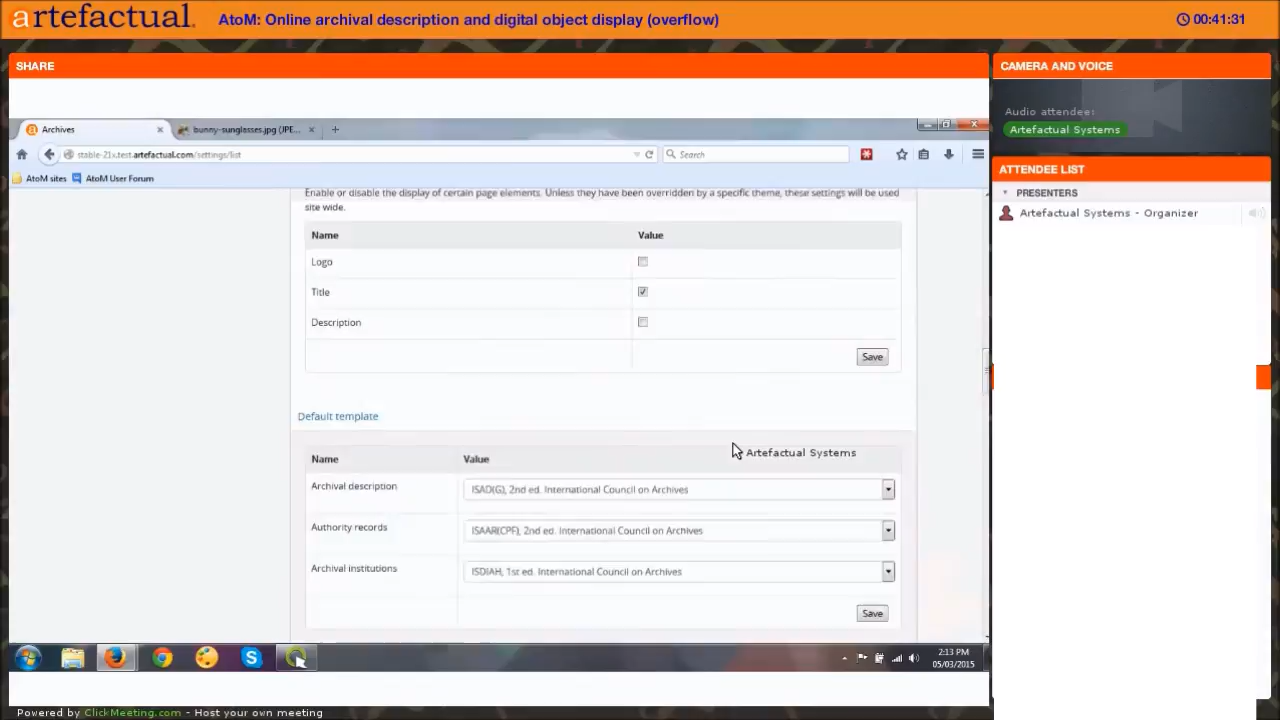 artefactual
AtoM: Online archival description and digital object display (overflow)
00:41:31
SHARE
CAMERA AND VOICE
Audio attendee:
Artefactual Systems
ATTENDEE LIST
PRESENTERS
Artefactual Systems - Organizer
Archives
bunny-sunglasses.jpg (JPE...
stable-21x.test.artefactual.com/settings/list
Search
AtoM sites
AtoM User Forum
Enable or disable the display of certain page elements. Unless they have been overridden by a specific theme, these settings will be used
site wide.
Name Value
Logo
Title
Description
Save
Default template
Artefactual Systems
Name Value
Archival description ISAD(G), 2nd ed. International Council on Archives
Authority records ISAAR(CPF), 2nd ed. International Council on Archives
Archival institutions ISDIAH, 1st ed. International Council on Archives
Save
2:13 PM
05/03/2015
Powered by ClickMeeting.com - Host your own meeting